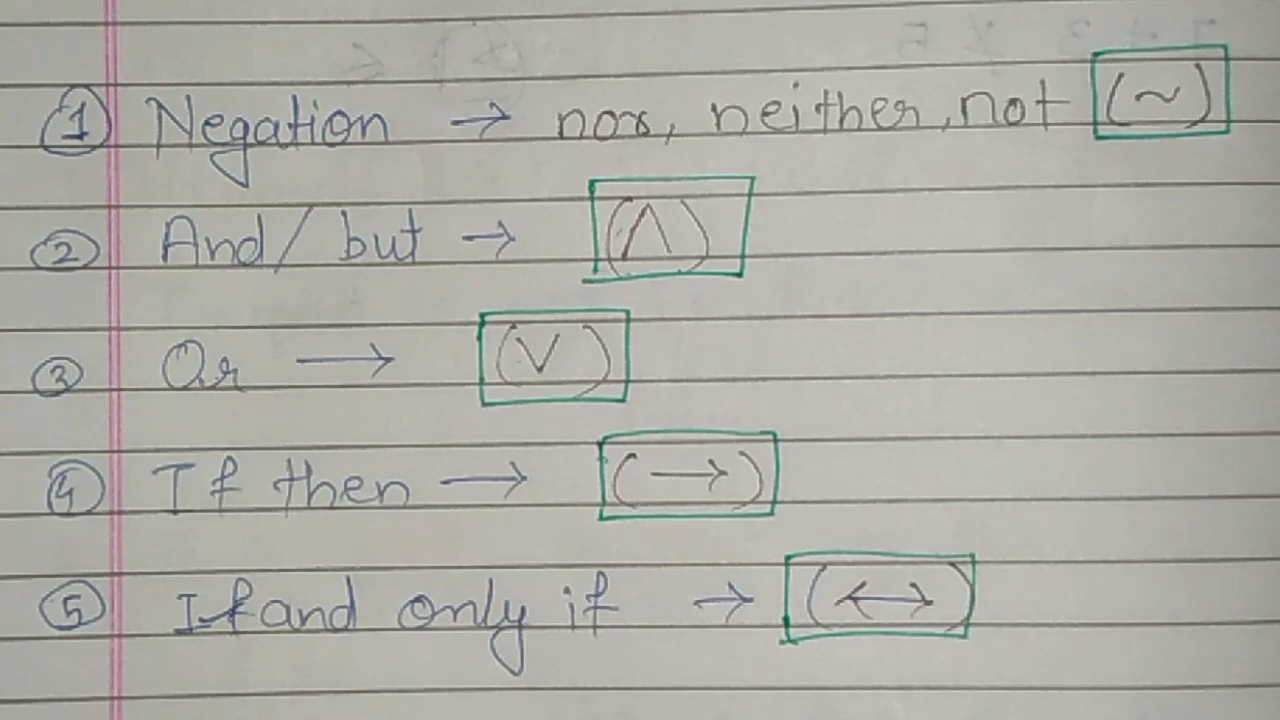 ① Negation → nor, neither, not (~)
② And/ but → (∧)
③ Or → (∨)
④ If then → (→)
⑤ If and only if → (↔)